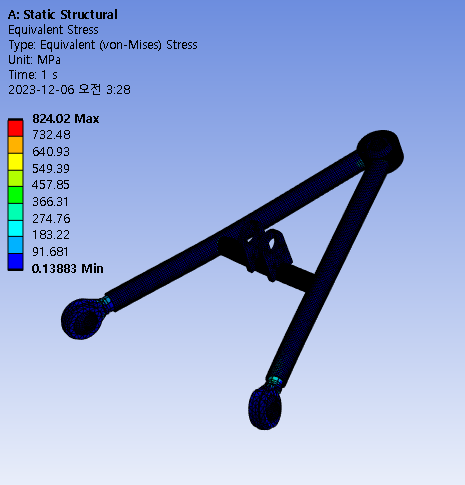 A: Static Structural
Equivalent Stress
Type: Equivalent (von-Mises) Stress
Unit: MPa
Time: 1 s
2023-12-06 오전 3:28
824.02 Max
732.48
640.93
549.39
457.85
366.31
274.76
183.22
91.681
0.13883 Min